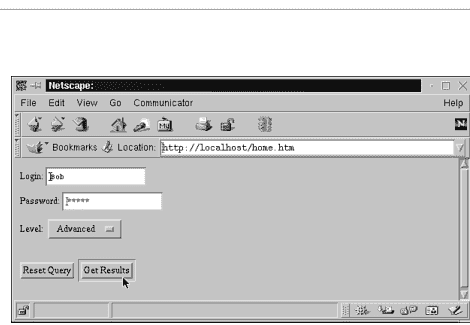 Netscape:
File Edit View Go Communicator Help
Bookmarks Location: http://localhost/home.htm
Login: Bob
Password: *****
Level: Advanced
Reset Query Get Results